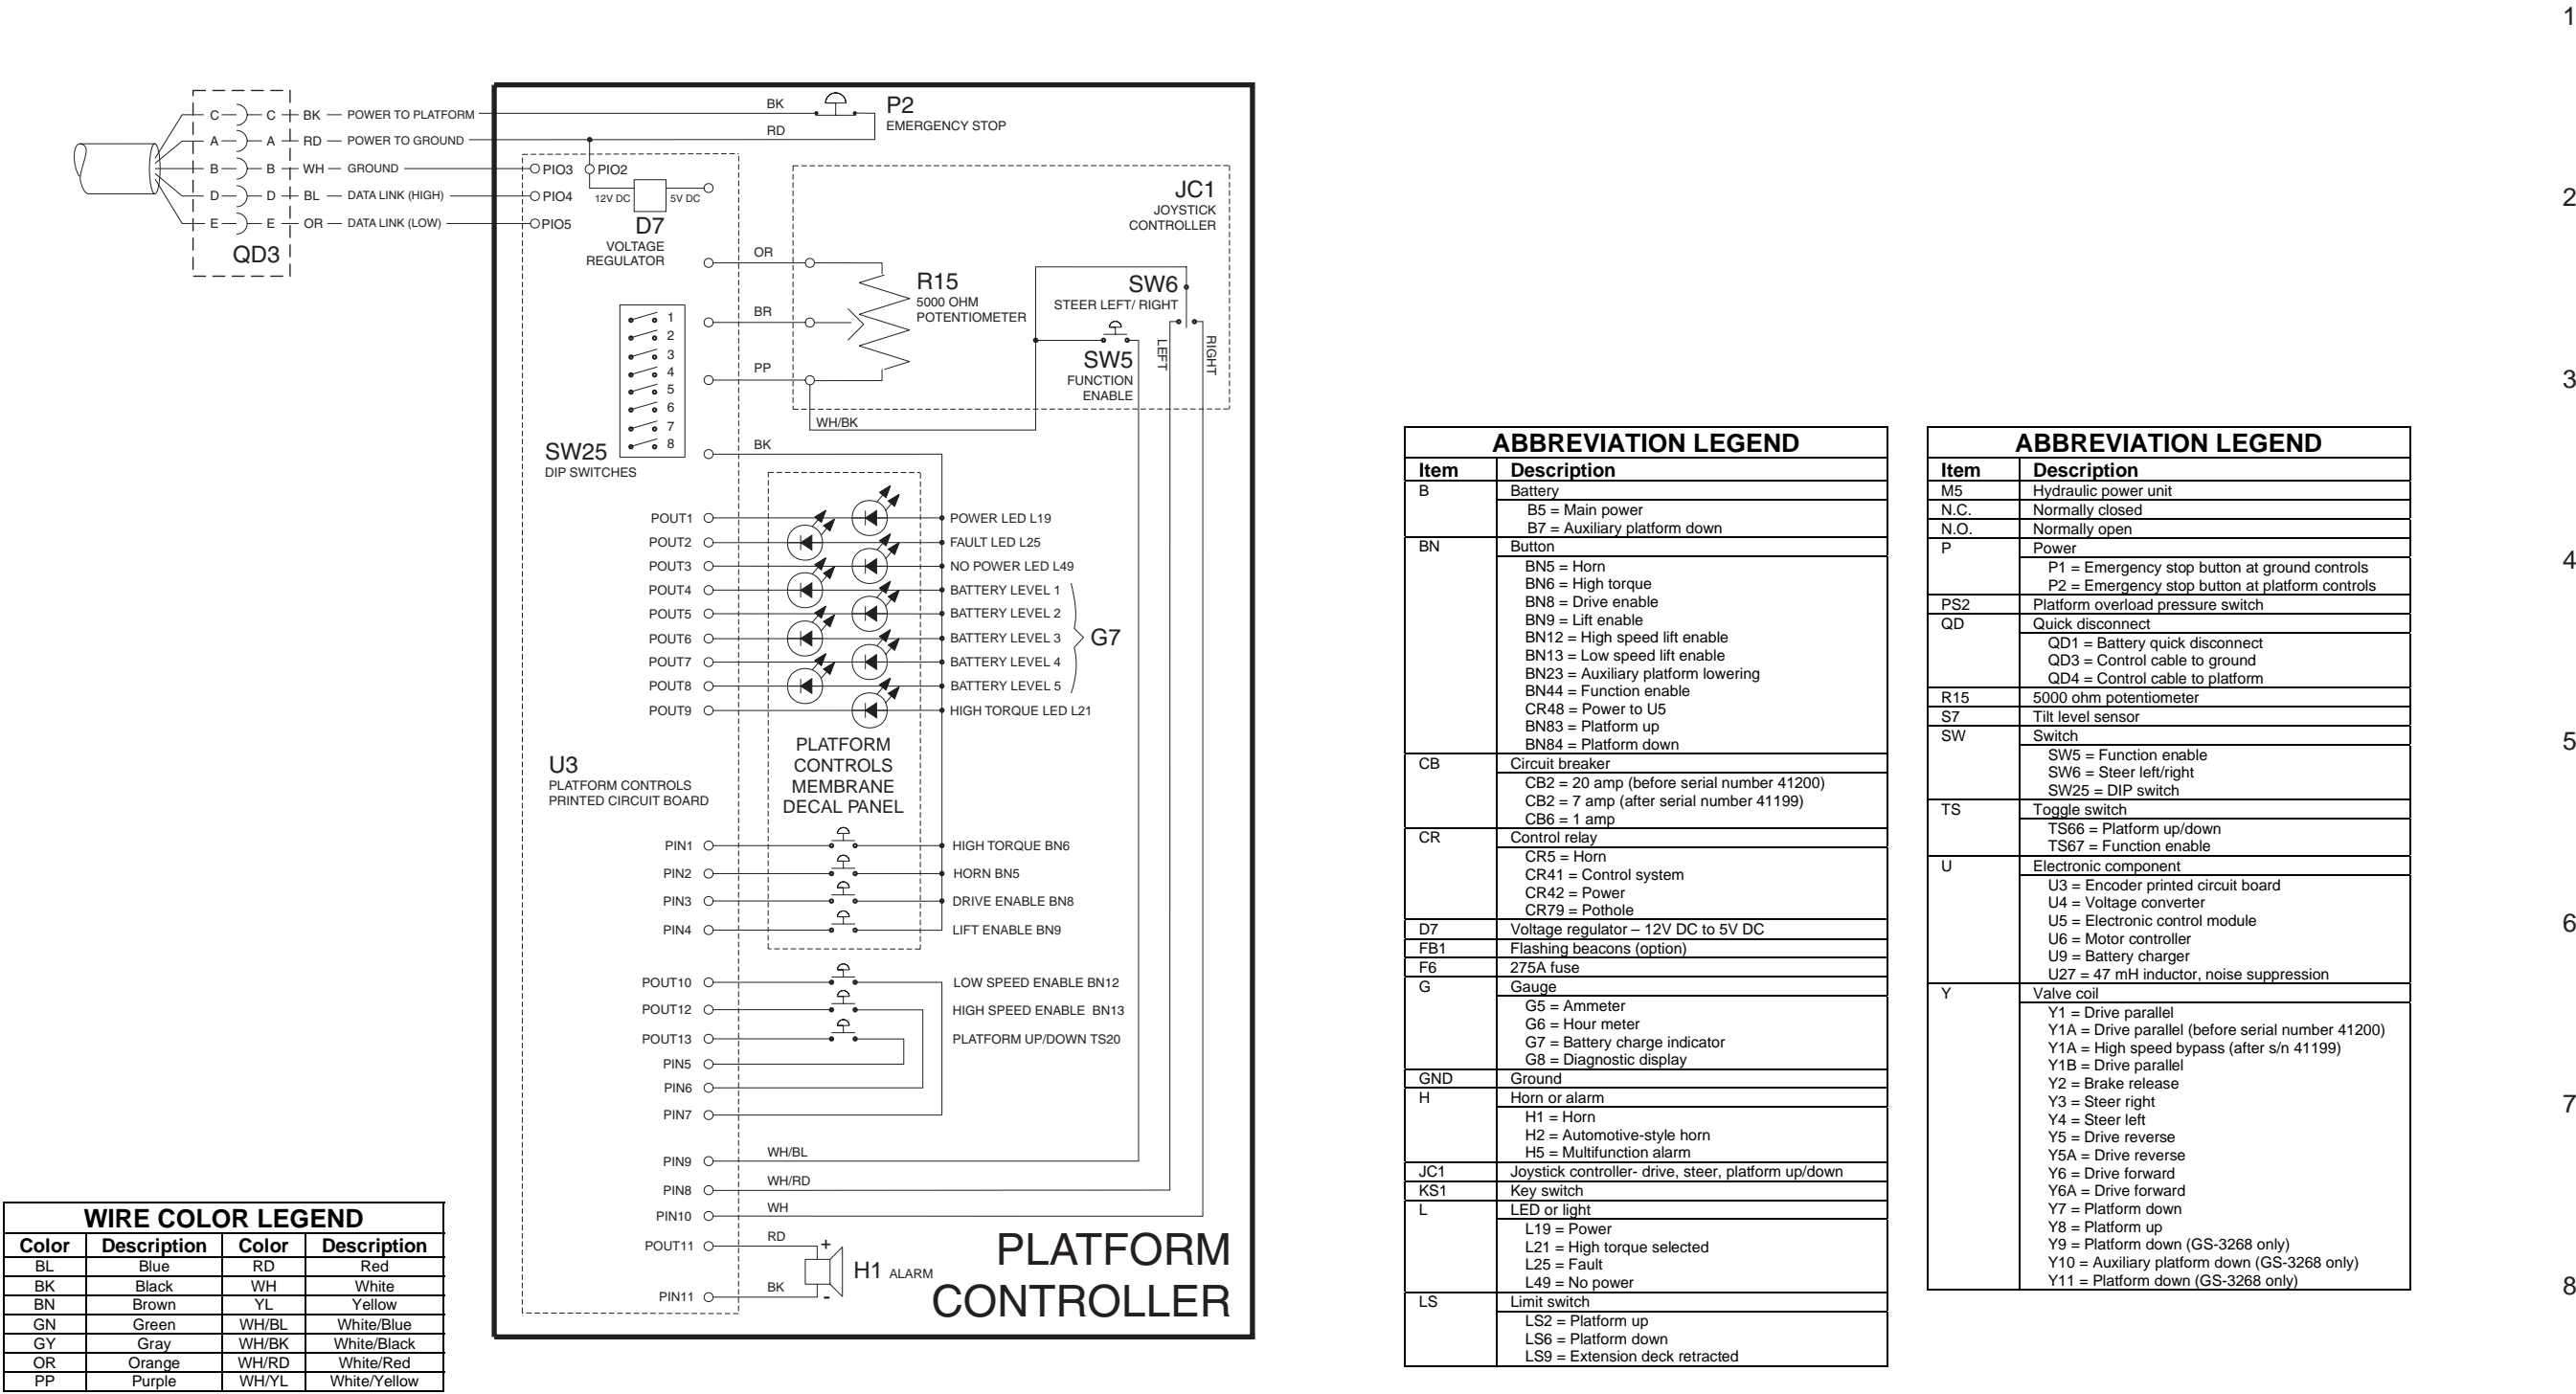 C C BK POWER TO PLATFORM
A A RD POWER TO GROUND
B B WH GROUND
D D BL DATA LINK (HIGH)
E E OR DATA LINK (LOW)
QD3
BK
RD
P2
EMERGENCY STOP
PIO3 PIO2
PIO4
PIO5
12V DC 5V DC
D7
VOLTAGE
REGULATOR
JC1
JOYSTICK
CONTROLLER
OR
BR
PP
WH/BK
R15
5000 OHM
POTENTIOMETER
SW6
STEER LEFT/ RIGHT
LEFT
RIGHT
SW5
FUNCTION
ENABLE
1
2
3
4
5
6
7
8
SW25
DIP SWITCHES
BK
POUT1 POWER LED L19
POUT2 FAULT LED L25
POUT3 NO POWER LED L49
POUT4 BATTERY LEVEL 1
POUT5 BATTERY LEVEL 2
POUT6 BATTERY LEVEL 3
POUT7 BATTERY LEVEL 4
POUT8 BATTERY LEVEL 5
G7
POUT9 HIGH TORQUE LED L21
PLATFORM
CONTROLS
MEMBRANE
DECAL PANEL
U3
PLATFORM CONTROLS
PRINTED CIRCUIT BOARD
PIN1 HIGH TORQUE BN6
PIN2 HORN BN5
PIN3 DRIVE ENABLE BN8
PIN4 LIFT ENABLE BN9
POUT10 LOW SPEED ENABLE BN12
POUT12 HIGH SPEED ENABLE BN13
POUT13 PLATFORM UP/DOWN TS20
PIN5
PIN6
PIN7
PIN9 WH/BL
PIN8 WH/RD
PIN10 WH
POUT11 RD +
H1 ALARM
PIN11 BK -
PLATFORM
CONTROLLER
WIRE COLOR LEGEND
Color Description Color Description
BL Blue RD Red
BK Black WH White
BN Brown YL Yellow
GN Green WH/BL White/Blue
GY Gray WH/BK White/Black
OR Orange WH/RD White/Red
PP Purple WH/YL White/Yellow
ABBREVIATION LEGEND
Item Description
B Battery
B5 = Main power
B7 = Auxiliary platform down
BN Button
BN5 = Horn
BN6 = High torque
BN8 = Drive enable
BN9 = Lift enable
BN12 = High speed lift enable
BN13 = Low speed lift enable
BN23 = Auxiliary platform lowering
BN44 = Function enable
CR48 = Power to U5
BN83 = Platform up
BN84 = Platform down
CB Circuit breaker
CB2 = 20 amp (before serial number 41200)
CB2 = 7 amp (after serial number 41199)
CB6 = 1 amp
CR Control relay
CR5 = Horn
CR41 = Control system
CR42 = Power
CR79 = Pothole
D7 Voltage regulator – 12V DC to 5V DC
FB1 Flashing beacons (option)
F6 275A fuse
G Gauge
G5 = Ammeter
G6 = Hour meter
G7 = Battery charge indicator
G8 = Diagnostic display
GND Ground
H Horn or alarm
H1 = Horn
H2 = Automotive-style horn
H5 = Multifunction alarm
JC1 Joystick controller- drive, steer, platform up/down
KS1 Key switch
L LED or light
L19 = Power
L21 = High torque selected
L25 = Fault
L49 = No power
LS Limit switch
LS2 = Platform up
LS6 = Platform down
LS9 = Extension deck retracted
ABBREVIATION LEGEND
Item Description
M5 Hydraulic power unit
N.C. Normally closed
N.O. Normally open
P Power
P1 = Emergency stop button at ground controls
P2 = Emergency stop button at platform controls
PS2 Platform overload pressure switch
QD Quick disconnect
QD1 = Battery quick disconnect
QD3 = Control cable to ground
QD4 = Control cable to platform
R15 5000 ohm potentiometer
S7 Tilt level sensor
SW Switch
SW5 = Function enable
SW6 = Steer left/right
SW25 = DIP switch
TS Toggle switch
TS66 = Platform up/down
TS67 = Function enable
U Electronic component
U3 = Encoder printed circuit board
U4 = Voltage converter
U5 = Electronic control module
U6 = Motor controller
U9 = Battery charger
U27 = 47 mH inductor, noise suppression
Y Valve coil
Y1 = Drive parallel
Y1A = Drive parallel (before serial number 41200)
Y1A = High speed bypass (after s/n 41199)
Y1B = Drive parallel
Y2 = Brake release
Y3 = Steer right
Y4 = Steer left
Y5 = Drive reverse
Y5A = Drive reverse
Y6 = Drive forward
Y6A = Drive forward
Y7 = Platform down
Y8 = Platform up
Y9 = Platform down (GS-3268 only)
Y10 = Auxiliary platform down (GS-3268 only)
Y11 = Platform down (GS-3268 only)
1
2
3
4
5
6
7
8